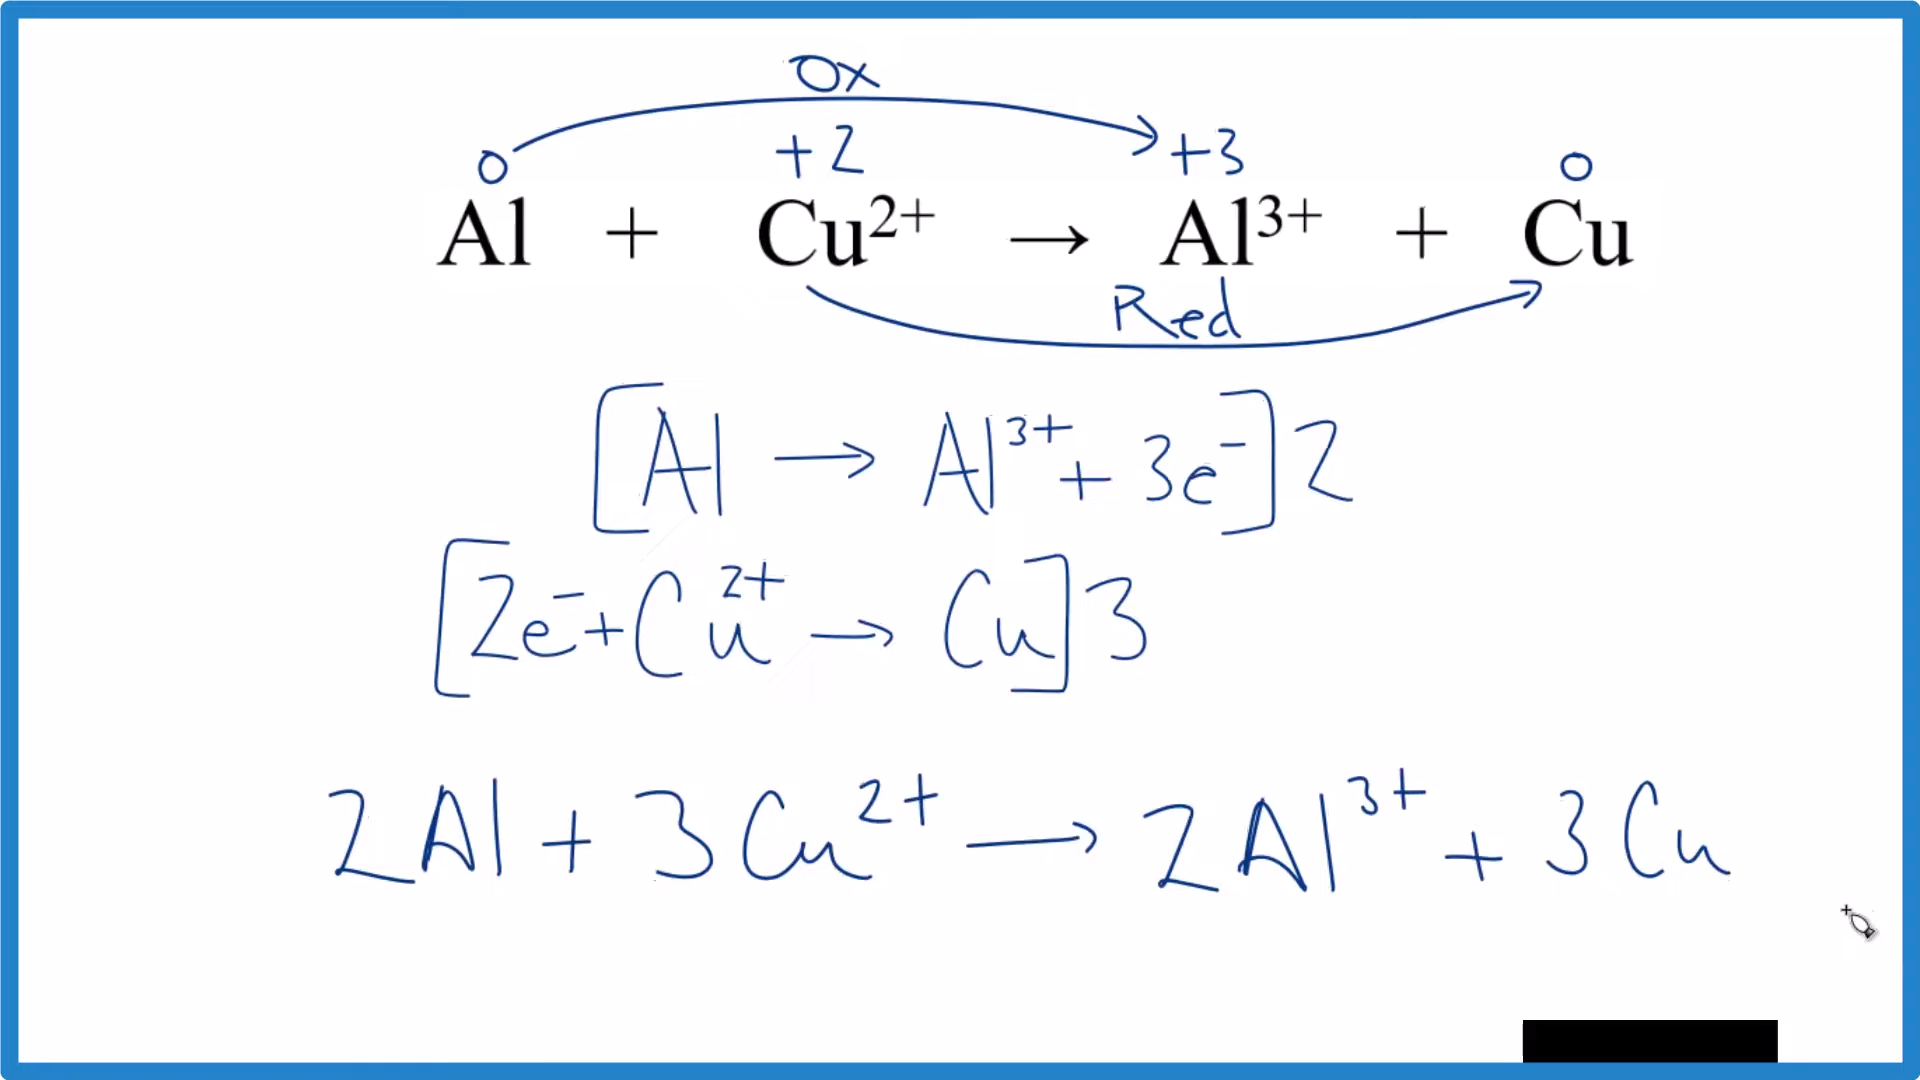 Ox
0 +2 +3 0
Al + Cu²⁺ → Al³⁺ + Cu
Red
[Al → Al³⁺ + 3e⁻] 2
[2e⁻ + Cu²⁺ → Cu] 3
2Al + 3Cu²⁺ → 2Al³⁺ + 3Cu